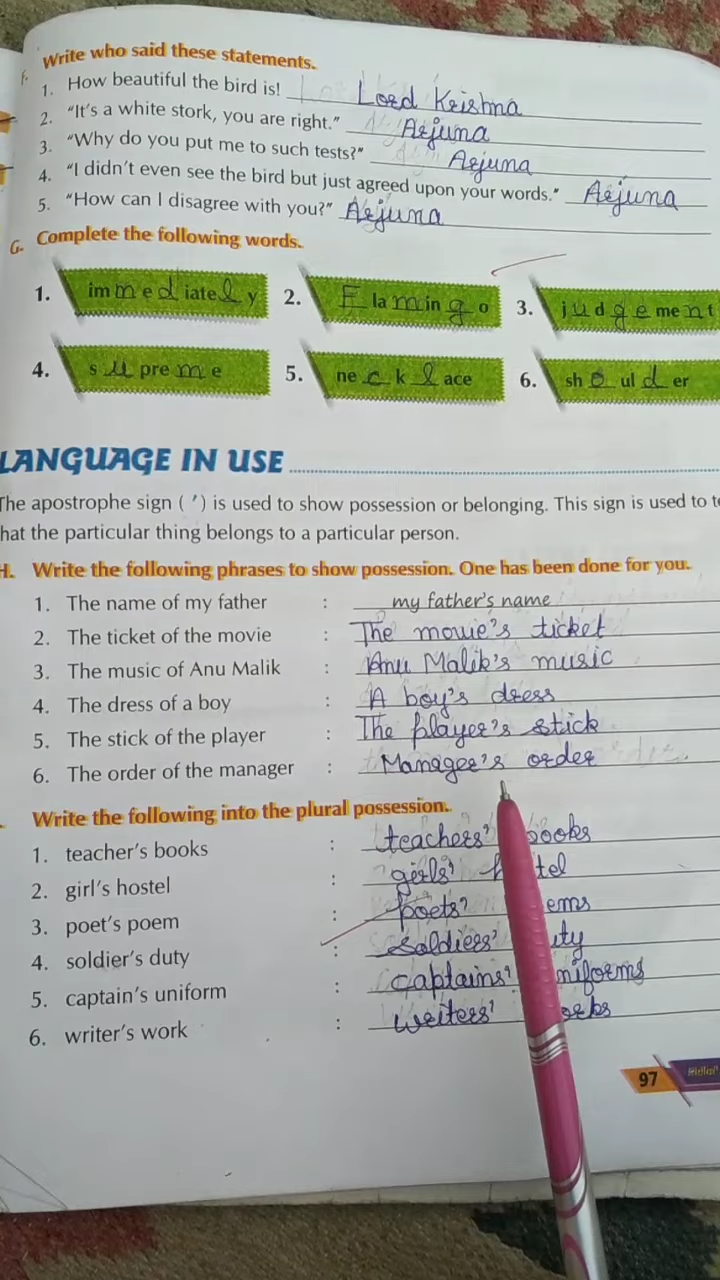 F. Write who said these statements.
1. How beautiful the bird is! Lord Krishna
2. "It's a white stork, you are right." Arjuna
3. "Why do you put me to such tests?" Arjuna
4. "I didn't even see the bird but just agreed upon your words." Arjuna
5. "How can I disagree with you?" Arjuna
G. Complete the following words.
1. immediately 2. Flamingo 3. judgement
4. supreme 5. necklace 6. shoulder
LANGUAGE IN USE
The apostrophe sign ( ′) is used to show possession or belonging. This sign is used to
that the particular thing belongs to a particular person.
H. Write the following phrases to show possession. One has been done for you.
1. The name of my father : my father's name
2. The ticket of the movie : The movie's ticket
3. The music of Anu Malik : Anu Malik's music
4. The dress of a boy : A boy's dress
5. The stick of the player : The player's stick
6. The order of the manager : Manager's order
Write the following into the plural possession.
1. teacher's books : teachers' books
2. girl's hostel : girls' h tel
3. poet's poem : poets' ems
4. soldier's duty : soldiers' uty
5. captain's uniform : captains' niforms
6. writer's work : writers' orks
97